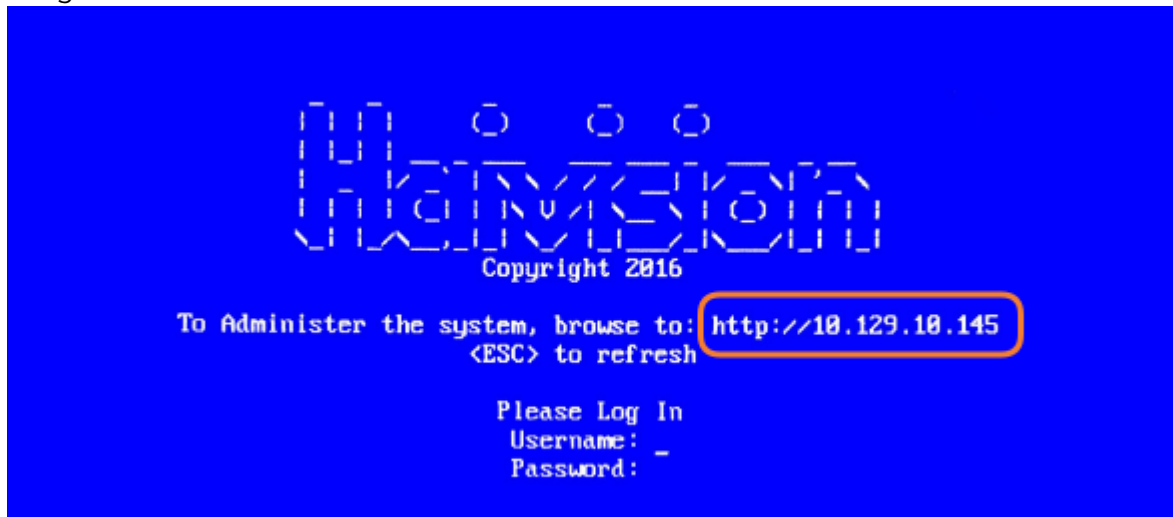 Haivision
Copyright 2016
To Administer the system, browse to: http://10.129.10.145
<ESC> to refresh
Please Log In
Username: _
Password: